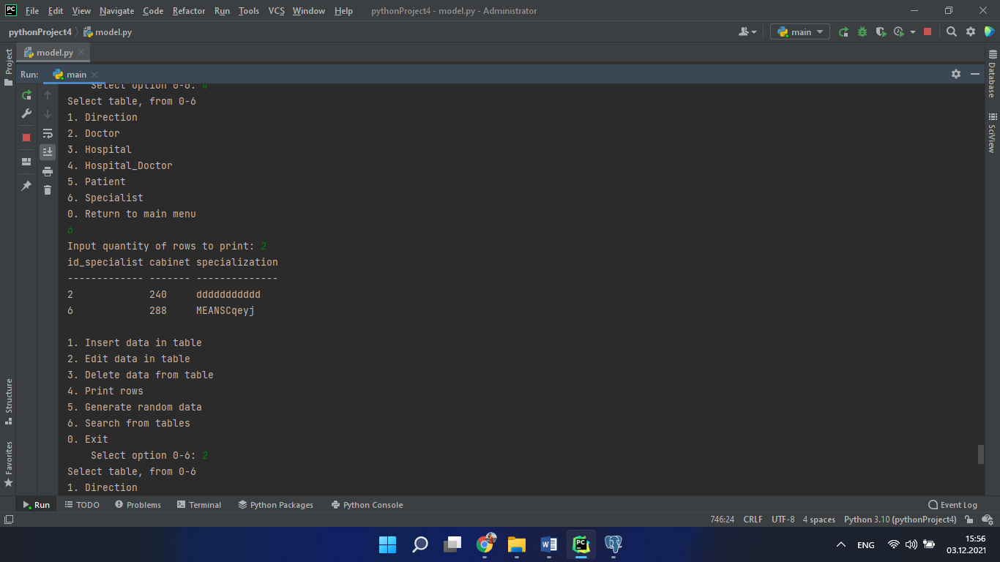 PC File Edit View Navigate Code Refactor Run Tools VCS Window Help pythonProject4 - model.py - Administrator
pythonProject4 model.py main
model.py
Run: main
Select option 0-6: 4
Select table, from 0-6
1. Direction
2. Doctor
3. Hospital
4. Hospital_Doctor
5. Patient
6. Specialist
0. Return to main menu
6
Input quantity of rows to print: 2
id_specialist cabinet specialization
------------- ------- --------------
2 240 ddddddddddd
6 288 MEANSCqeyj
1. Insert data in table
2. Edit data in table
3. Delete data from table
4. Print rows
5. Generate random data
6. Search from tables
0. Exit
Select option 0-6: 2
Select table, from 0-6
1. Direction
Project
Structure
Favorites
Database
SciView
Run TODO Problems Terminal Python Packages Python Console Event Log
746:24 CRLF UTF-8 4 spaces Python 3.10 (pythonProject4)
W PC ENG 15:56
03.12.2021